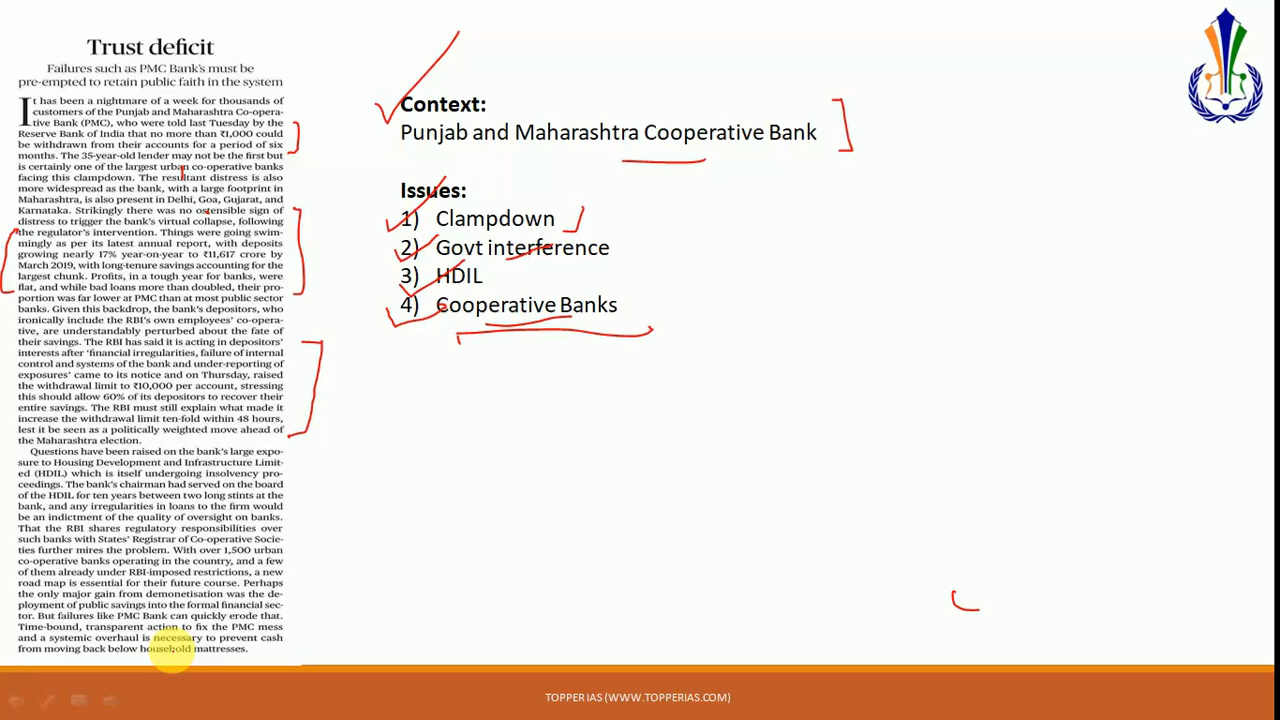 Trust deficit
Failures such as PMC Bank's must be
pre-empted to retain public faith in the system
It has been a nightmare of a week for thousands of
customers of the Punjab and Maharashtra Co-opera-
tive Bank (PMC), who were told last Tuesday by the
Reserve Bank of India that no more than ₹1,000 could
be withdrawn from their accounts for a period of six
months. The 35-year-old lender may not be the first but
is certainly one of the largest urban co-operative banks
facing this clampdown. The resultant distress is also
more widespread as the bank, with a large footprint in
Maharashtra, is also present in Delhi, Goa, Gujarat, and
Karnataka. Strikingly there was no ostensible sign of
distress to trigger the bank's virtual collapse, following
the regulator's intervention. Things were going swim-
mingly as per its latest annual report, with deposits
growing nearly 17% year-on-year to ₹11,617 crore by
March 2019, with long-tenure savings accounting for the
largest chunk. Profits, in a tough year for banks, were
flat, and while bad loans more than doubled, their pro-
portion was far lower at PMC than at most public sector
banks. Given this backdrop, the bank's depositors, who
ironically include the RBI's own employees' co-opera-
tive, are understandably perturbed about the fate of
their savings. The RBI has said it is acting in depositors'
interests after 'financial irregularities, failure of internal
control and systems of the bank and under-reporting of
exposures' came to its notice and on Thursday, raised
the withdrawal limit to ₹10,000 per account, stressing
this should allow 60% of its depositors to recover their
entire savings. The RBI must still explain what made it
increase the withdrawal limit ten-fold within 48 hours,
lest it be seen as a politically weighted move ahead of
the Maharashtra election.
Questions have been raised on the bank's large expo-
sure to Housing Development and Infrastructure Limit-
ed (HDIL) which is itself undergoing insolvency pro-
ceedings. The bank's chairman had served on the board
of the HDIL for ten years between two long stints at the
bank, and any irregularities in loans to the firm would
be an indictment of the quality of oversight on banks.
That the RBI shares regulatory responsibilities over
such banks with States' Registrar of Co-operative Socie-
ties further mires the problem. With over 1,500 urban
co-operative banks operating in the country, and a few
of them already under RBI-imposed restrictions, a new
road map is essential for their future course. Perhaps
the only major gain from demonetisation was the de-
ployment of public savings into the formal financial sec-
tor. But failures like PMC Bank can quickly erode that.
Time-bound, transparent action to fix the PMC mess
and a systemic overhaul is necessary to prevent cash
from moving back below household mattresses.
Context:
Punjab and Maharashtra Cooperative Bank
Issues:
1) Clampdown
2) Govt interference
3) HDIL
4) Cooperative Banks
TOPPER IAS (WWW.TOPPERIAS.COM)